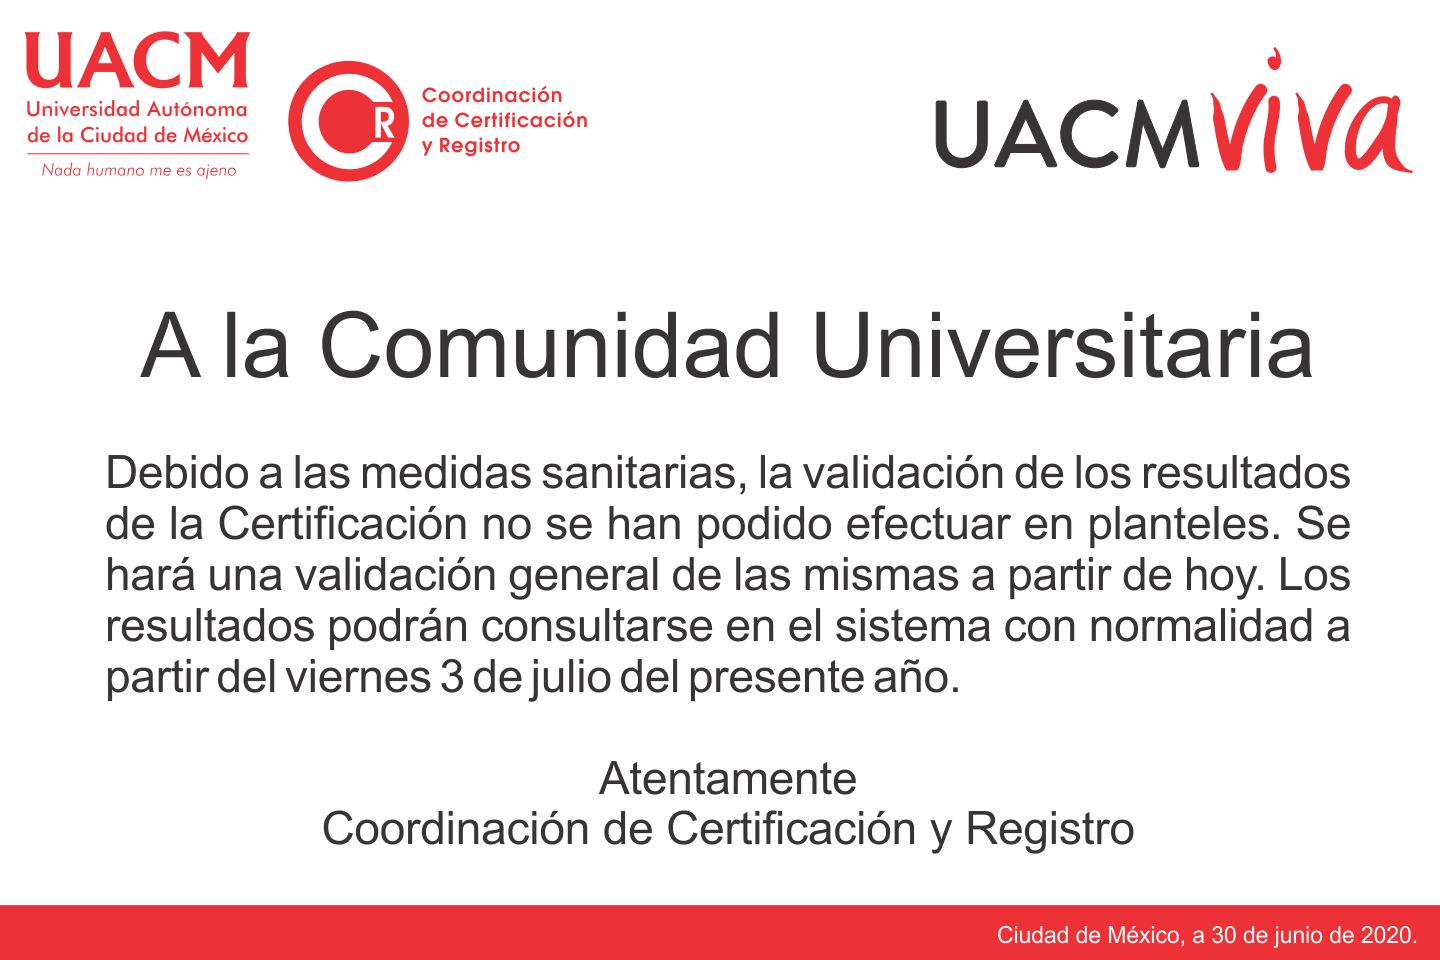 UACM
Universidad Autónoma
de la Ciudad de México
Nada humano me es ajeno
CR
Coordinación
de Certificación
y Registro
UACMviva
A la Comunidad Universitaria
Debido a las medidas sanitarias, la validación de los resultados
de la Certificación no se han podido efectuar en planteles. Se
hará una validación general de las mismas a partir de hoy. Los
resultados podrán consultarse en el sistema con normalidad a
partir del viernes 3 de julio del presente año.
Atentamente
Coordinación de Certificación y Registro
Ciudad de México, a 30 de junio de 2020.